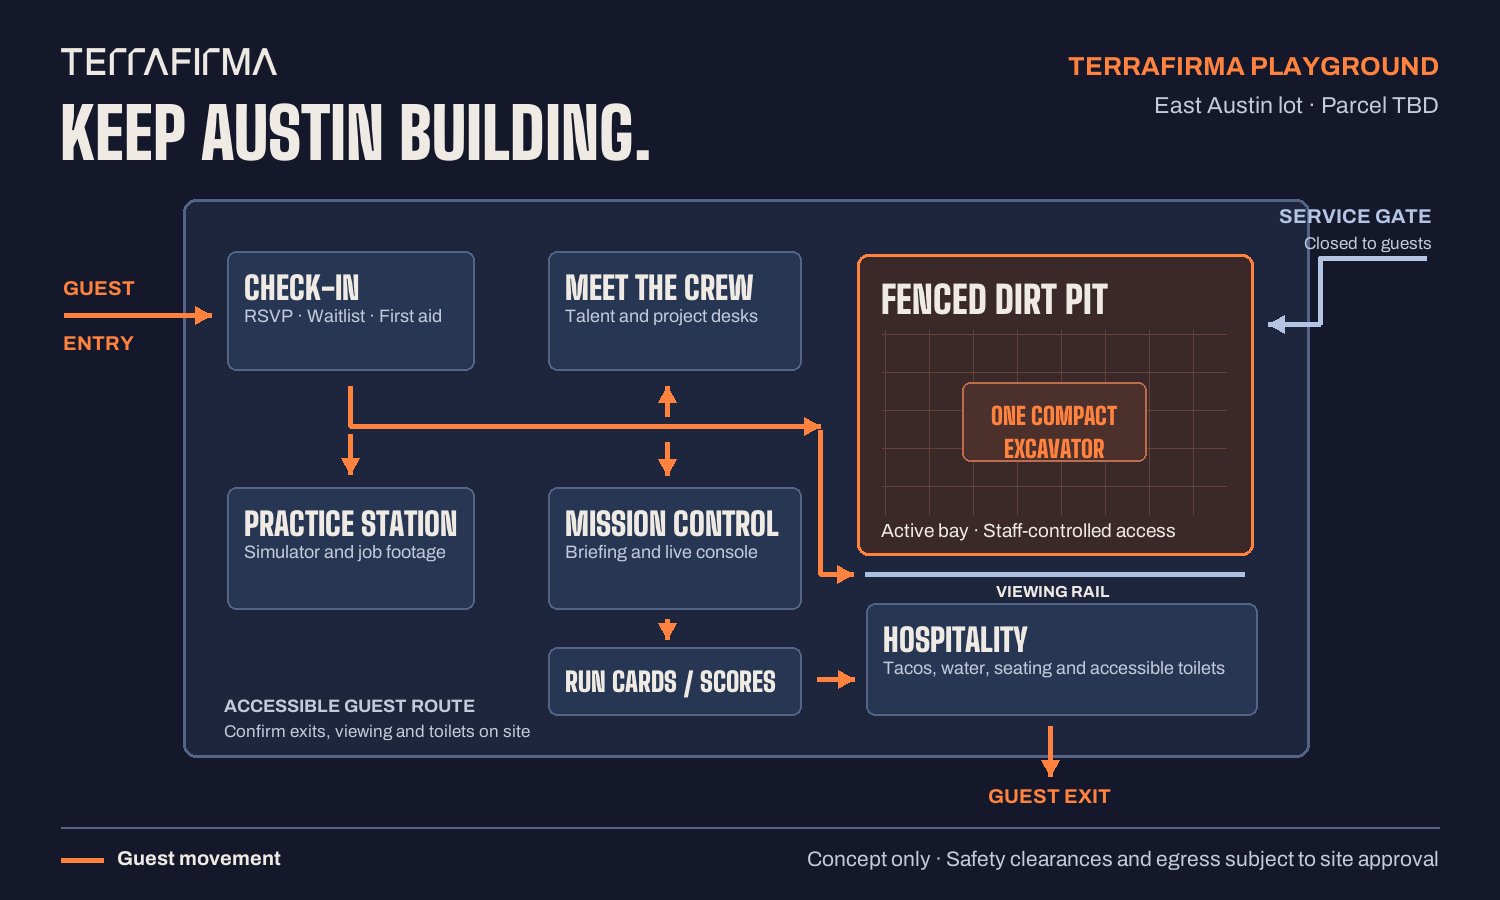 TERRAFIRMA
KEEP AUSTIN BUILDING.
TERRAFIRMA PLAYGROUND
East Austin lot · Parcel TBD
SERVICE GATE
Closed to guests
GUEST
ENTRY
CHECK-IN
RSVP · Waitlist · First aid
MEET THE CREW
Talent and project desks
FENCED DIRT PIT
ONE COMPACT
EXCAVATOR
Active bay · Staff-controlled access
PRACTICE STATION
Simulator and job footage
MISSION CONTROL
Briefing and live console
VIEWING RAIL
HOSPITALITY
Tacos, water, seating and accessible toilets
RUN CARDS / SCORES
ACCESSIBLE GUEST ROUTE
Confirm exits, viewing and toilets on site
GUEST EXIT
Guest movement
Concept only · Safety clearances and egress subject to site approval